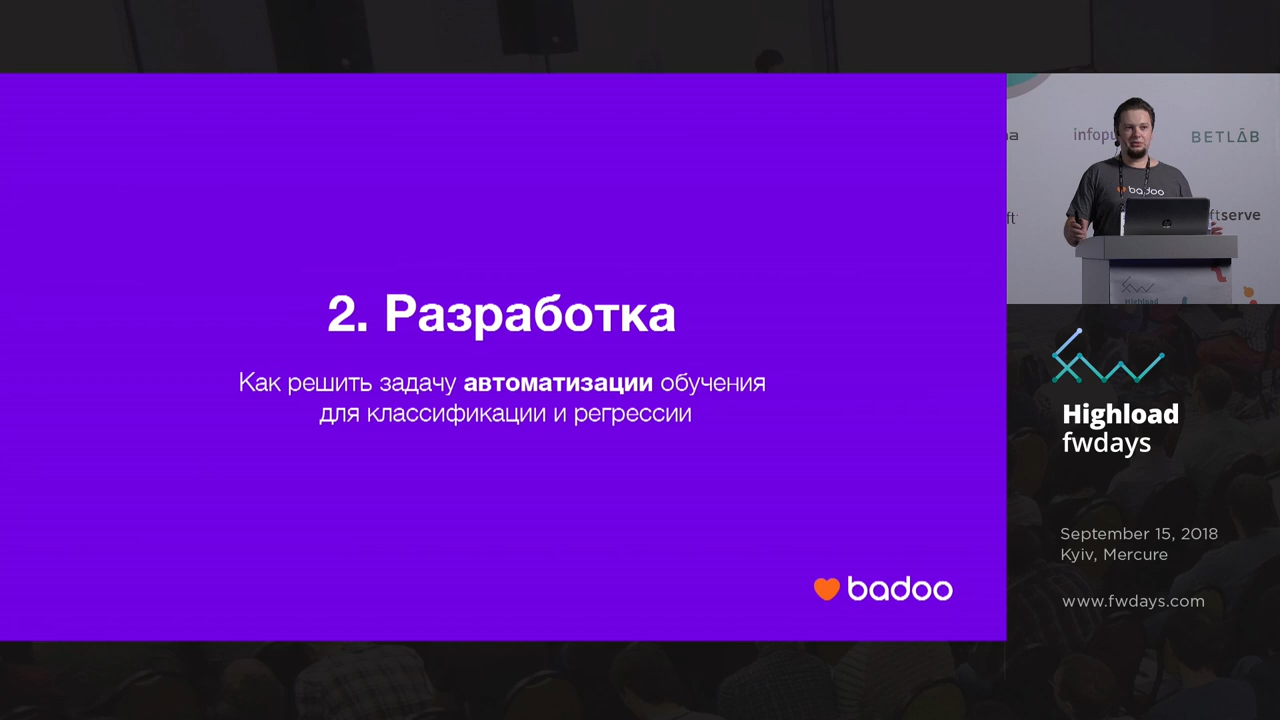 2. Разработка
Как решить задачу автоматизации обучения
для классификации и регрессии
badoo
infopu
BETLAB
badoo
ftserve
Highload
Highload
fwdays
September 15, 2018
Kyiv, Mercure
www.fwdays.com